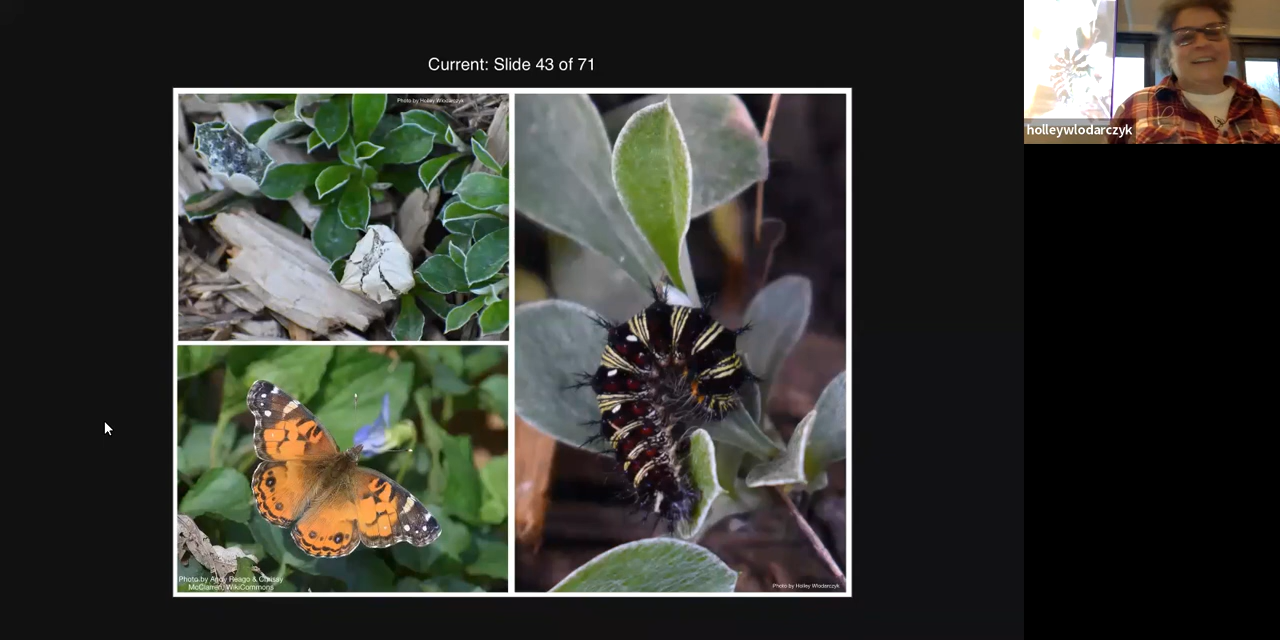 Current: Slide 43 of 71
Photo by Holley Wlodarczyk
Photo by Andy Reago & Chrissy
McClarren, WikiCommons
Photo by Holley Wlodarczyk
holleywlodarczyk